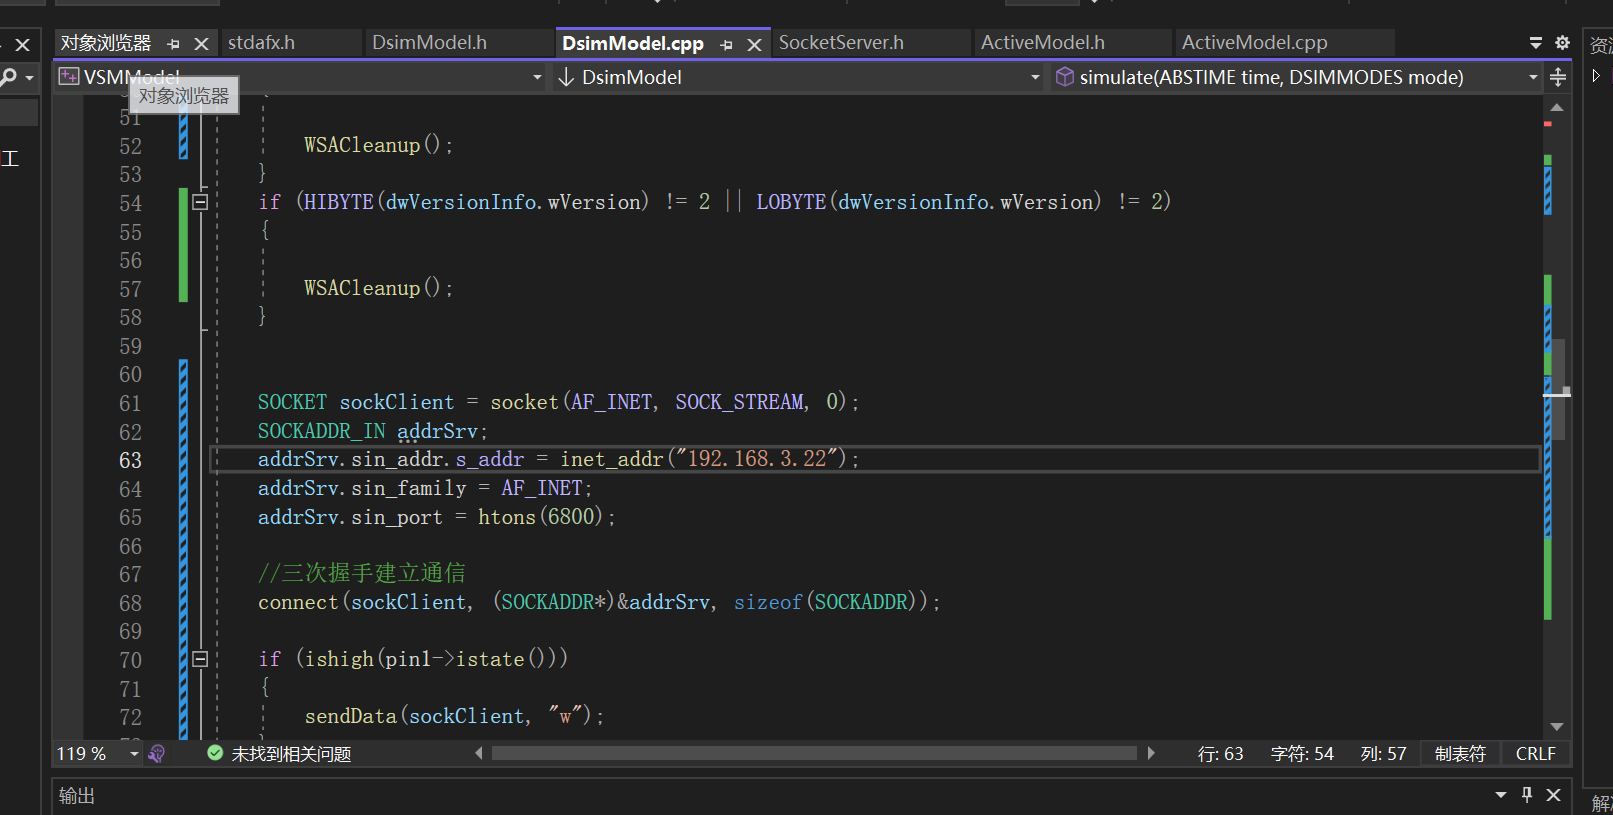 对象浏览器 stdafx.h DsimModel.h DsimModel.cpp SocketServer.h ActiveModel.h ActiveModel.cpp
VSMModel DsimModel simulate(ABSTIME time, DSIMMODES mode)
对象浏览器
51
52 WSACleanup();
53 }
54 if (HIBYTE(dwVersionInfo.wVersion) != 2 || LOBYTE(dwVersionInfo.wVersion) != 2)
55 {
56
57 WSACleanup();
58 }
59
60
61 SOCKET sockClient = socket(AF_INET, SOCK_STREAM, 0);
62 SOCKADDR_IN addrSrv;
63 addrSrv.sin_addr.s_addr = inet_addr("192.168.3.22");
64 addrSrv.sin_family = AF_INET;
65 addrSrv.sin_port = htons(6800);
66
67 //三次握手建立通信
68 connect(sockClient, (SOCKADDR*)&addrSrv, sizeof(SOCKADDR));
69
70 if (ishigh(pin1->istate()))
71 {
72 sendData(sockClient, "w");
119 % 未找到相关问题 行: 63 字符: 54 列: 57 制表符 CRLF
输出
工